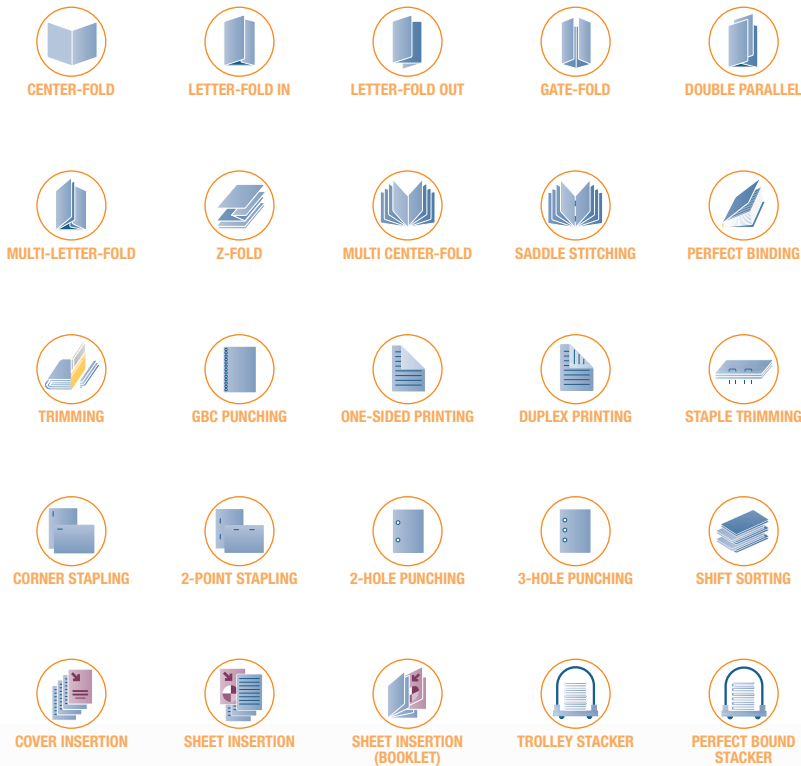 CENTER-FOLD
LETTER-FOLD IN
LETTER-FOLD OUT
GATE-FOLD
DOUBLE PARALLEL
MULTI-LETTER-FOLD
Z-FOLD
MULTI CENTER-FOLD
SADDLE STITCHING
PERFECT BINDING
TRIMMING
GBC PUNCHING
ONE-SIDED PRINTING
DUPLEX PRINTING
STAPLE TRIMMING
CORNER STAPLING
2-POINT STAPLING
2-HOLE PUNCHING
3-HOLE PUNCHING
SHIFT SORTING
COVER INSERTION
SHEET INSERTION
SHEET INSERTION
(BOOKLET)
TROLLEY STACKER
PERFECT BOUND
STACKER